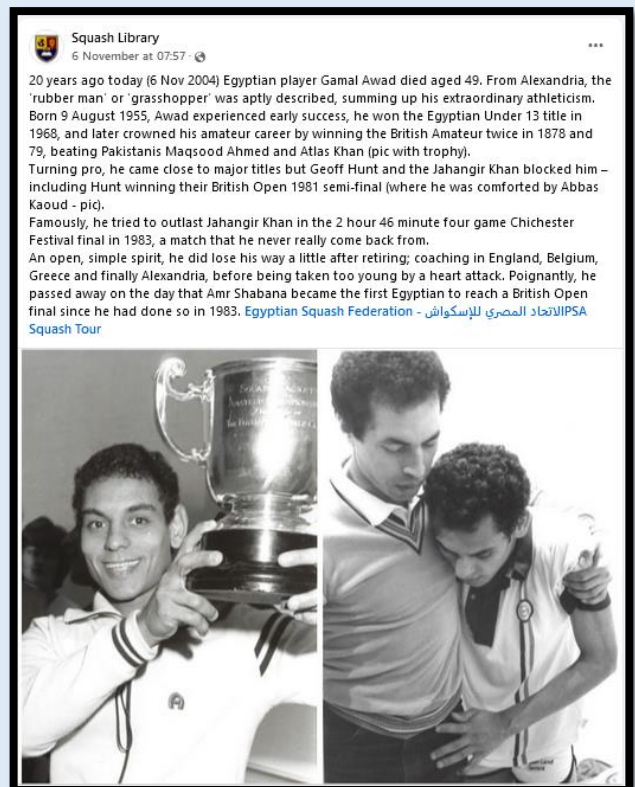 Squash Library
6 November at 07:57 ·
20 years ago today (6 Nov 2004) Egyptian player Gamal Awad died aged 49. From Alexandria, the
'rubber man' or 'grasshopper' was aptly described, summing up his extraordinary athleticism.
Born 9 August 1955, Awad experienced early success, he won the Egyptian Under 13 title in
1968, and later crowned his amateur career by winning the British Amateur twice in 1878 and
79, beating Pakistanis Maqsood Ahmed and Atlas Khan (pic with trophy).
Turning pro, he came close to major titles but Geoff Hunt and the Jahangir Khan blocked him –
including Hunt winning their British Open 1981 semi-final (where he was comforted by Abbas
Kaoud - pic).
Famously, he tried to outlast Jahangir Khan in the 2 hour 46 minute four game Chichester
Festival final in 1983, a match that he never really come back from.
An open, simple spirit, he did lose his way a little after retiring; coaching in England, Belgium,
Greece and finally Alexandria, before being taken too young by a heart attack. Poignantly, he
passed away on the day that Amr Shabana became the first Egyptian to reach a British Open
final since he had done so in 1983. Egyptian Squash Federation - الاتحاد المصري للإسكواشPSA
Squash Tour